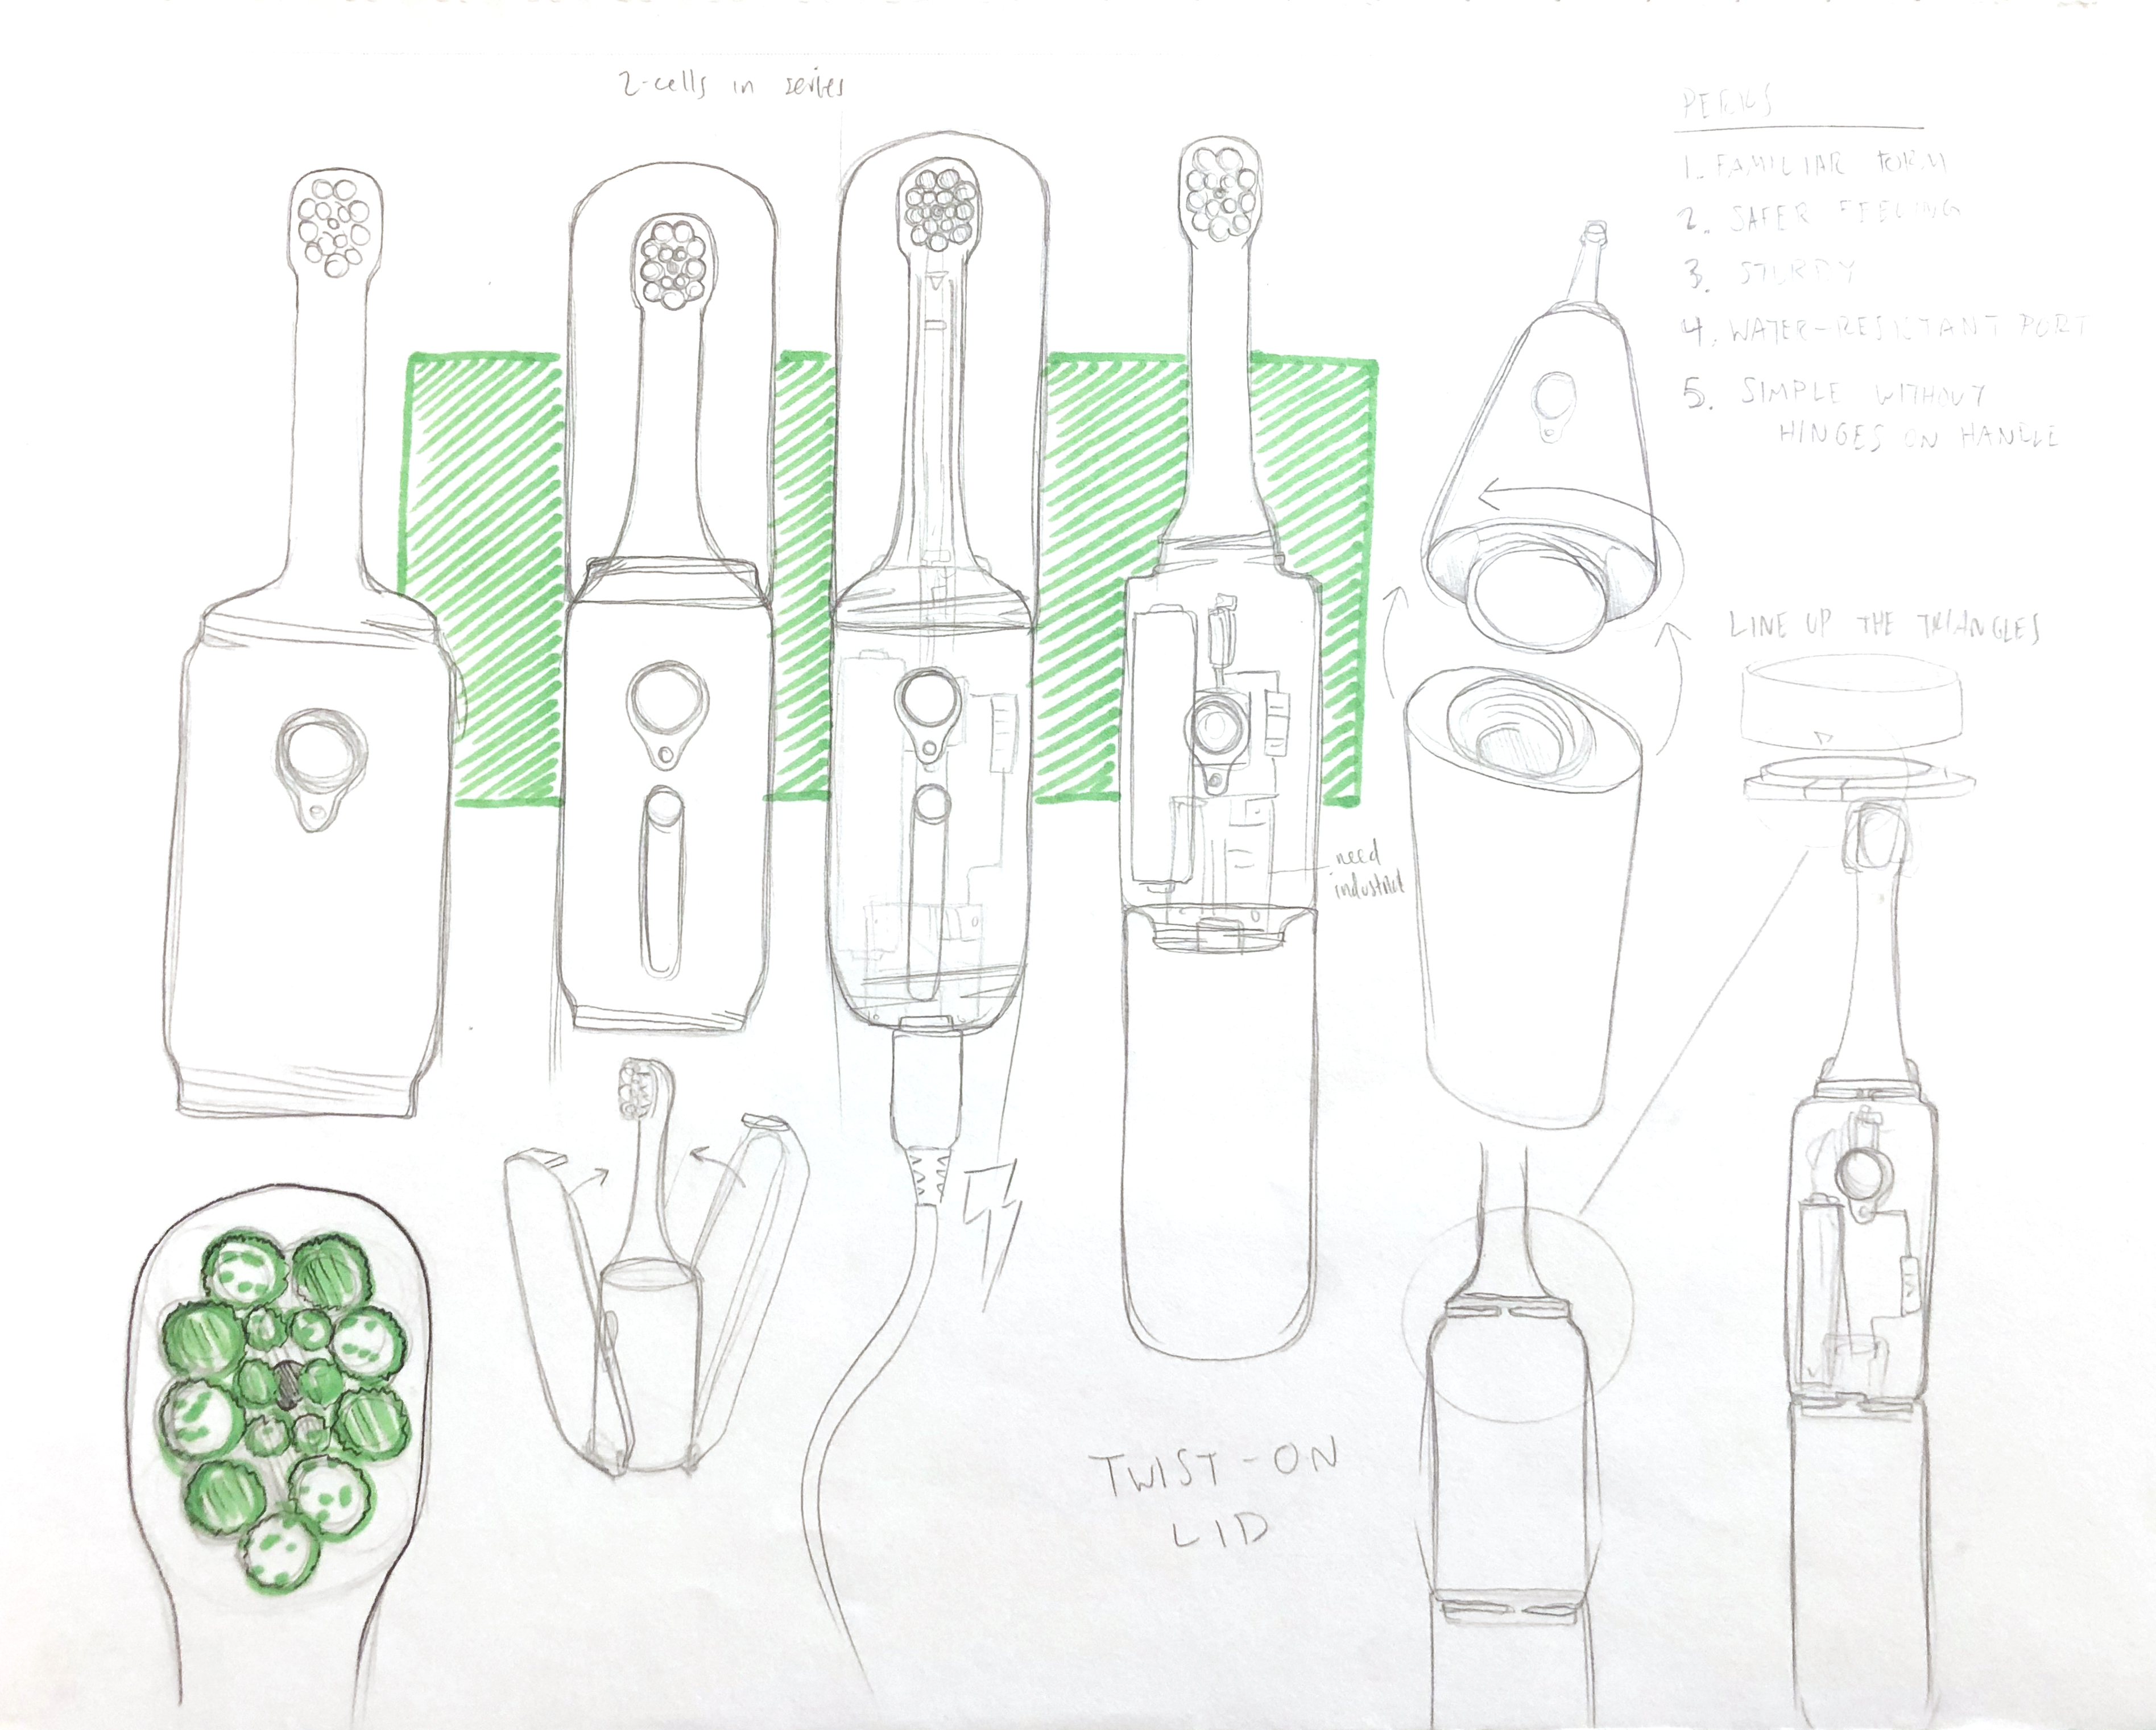 2-cells in series
PERKS
1. FAMILIAR FORM
2. SAFER FEELING
3. STURDY
4. WATER-RESISTANT PORT
5. SIMPLE WITHOUT
HINGES ON HANDLE
LINE UP THE TRIANGLES
need
TWIST-ON
LID